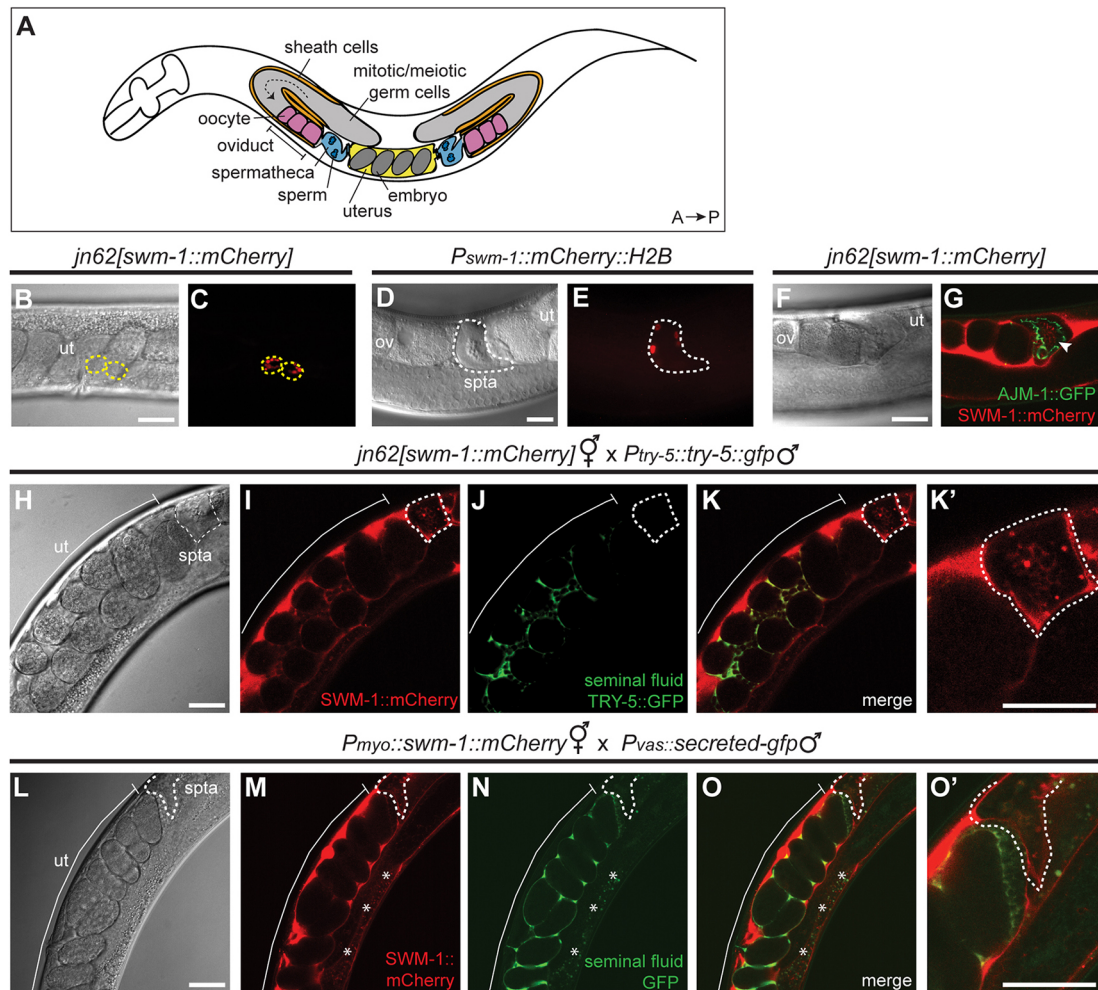 A
sheath cells
mitotic/meiotic
germ cells
oocyte
oviduct
spermatheca
sperm
uterus
embryo
A→P
jn62[swm-1::mCherry]
Pswm-1::mCherry::H2B
jn62[swm-1::mCherry]
B
ut
C
D
ov
ut
spta
E
F
ov
ut
G
AJM-1::GFP
SWM-1::mCherry
jn62[swm-1::mCherry]⚥ x Ptry-5::try-5::gfp♂
H
ut
spta
I
SWM-1::mCherry
J
seminal fluid
TRY-5::GFP
K
merge
K'
Pmyo::swm-1::mCherry⚥ x Pvas::secreted-gfp♂
L
ut
spta
M
*
*
*
SWM-1::
mCherry
N
*
*
*
seminal fluid
GFP
O
*
*
*
merge
O'